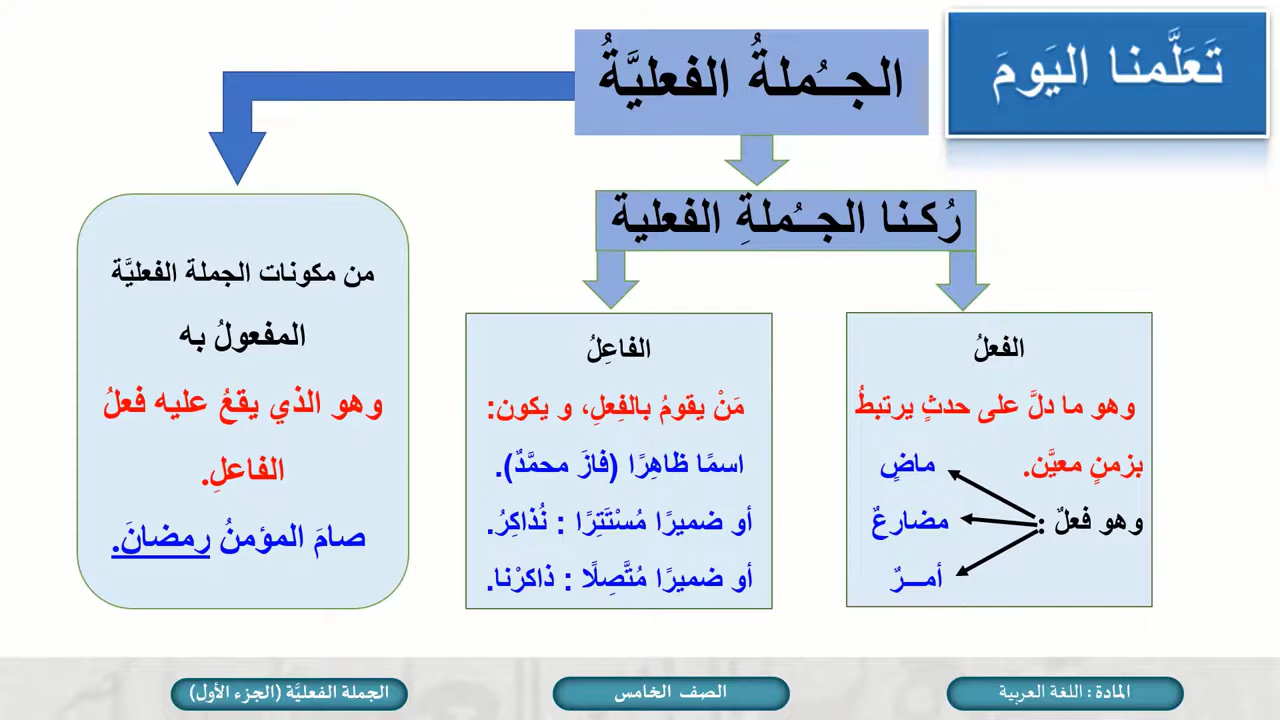 تَعَلَّمنا اليَومَ
الجـُملةُ الفعليَّةُ
رُكـنا الجـُملةِ الفعلية
الفعلُ
وهو ما دلَّ على حدثٍ يرتبطُ
بزمنٍ معيَّن.
وهو فعلٌ :
ماضٍ
مضارعٌ
أمـــرٌ
الفاعِلُ
مَنْ يقومُ بالفِعلِ، و يكون:
اسمًا ظاهِرًا (فازَ محمَّدٌ).
أو ضميرًا مُسْتَتِرًا : نُذاكِرُ.
أو ضميرًا مُتَّصِلًا : ذاكرْنا.
من مكونات الجملة الفعليَّة
المفعولُ به
وهو الذي يقعُ عليه فعلُ
الفاعلِ.
صامَ المؤمنُ رمضانَ.
المادة : اللغة العربية
الصف الخامس
الجملة الفعليَّة (الجزء الأول)